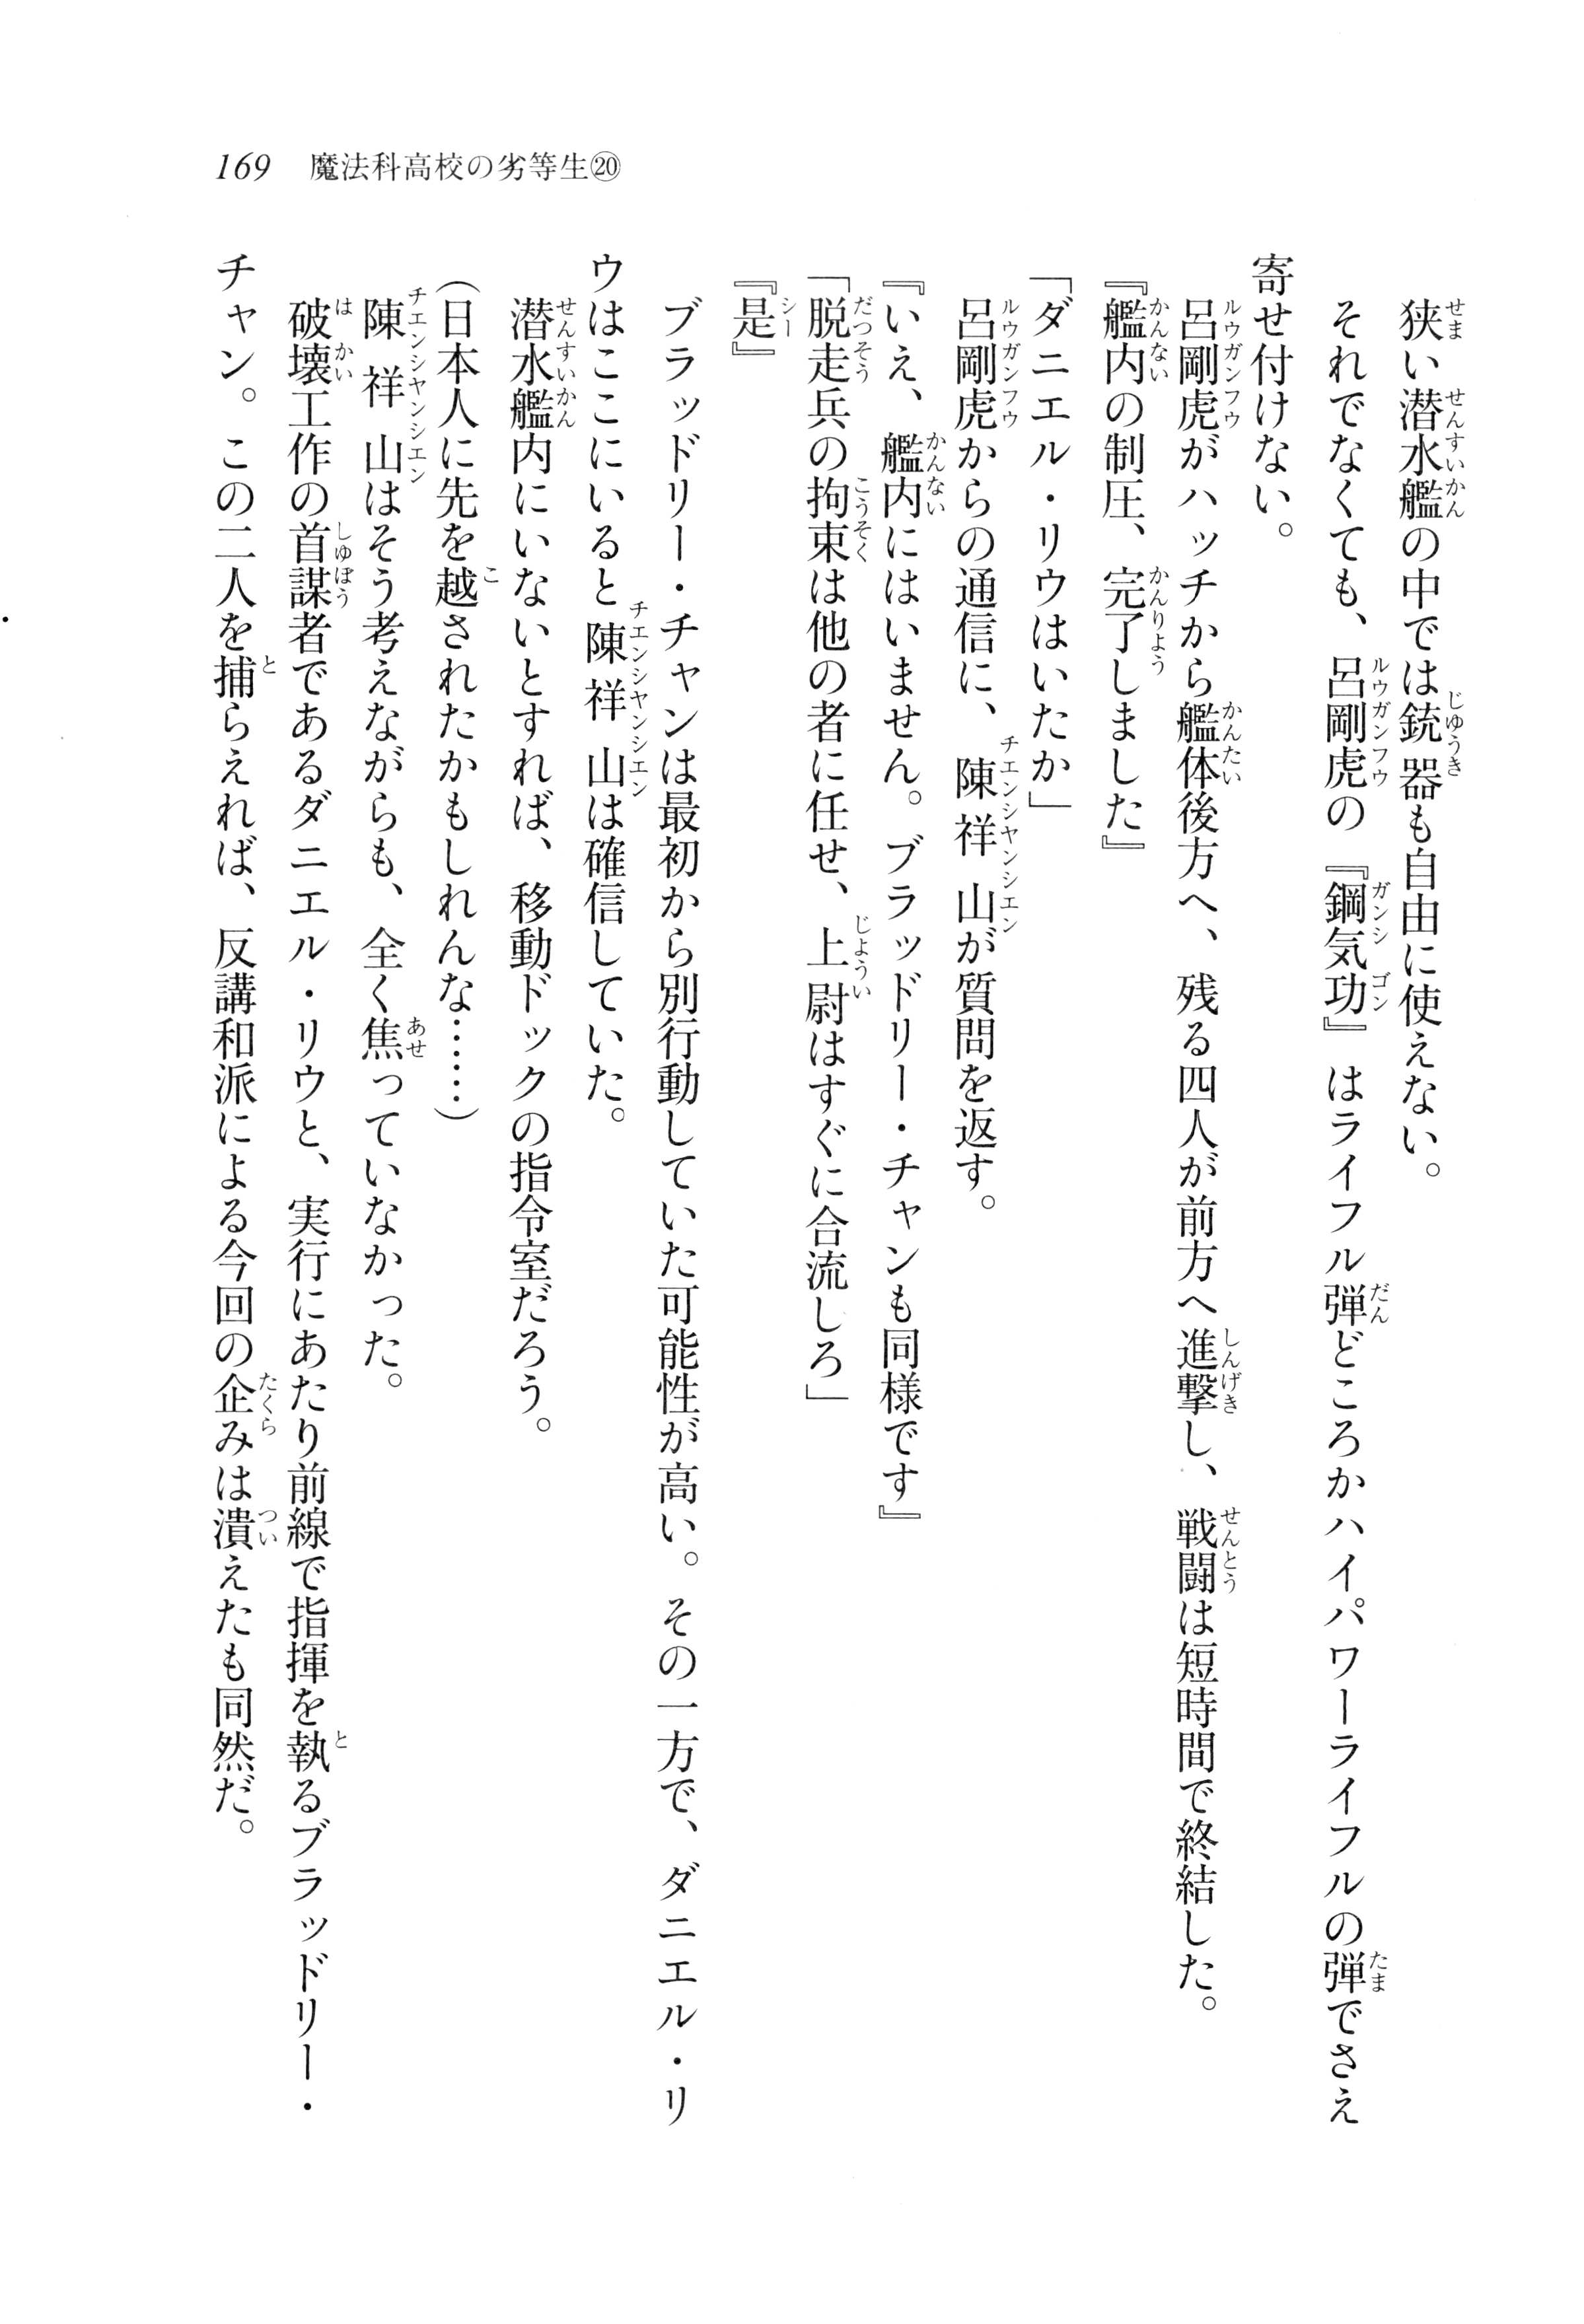 169　魔法科高校の劣等生⑳
　狭い潜水艦の中では銃器も自由に使えない。
　それでなくても、呂剛虎の『鋼気功』はライフル弾どころかハイパワーライフルの弾でさえ
寄せ付けない。
　呂剛虎がハッチから艦体後方へ、残る四人が前方へ進撃し、戦闘は短時間で終結した。
『艦内の制圧、完了しました』
「ダニエル・リウはいたか」
　呂剛虎からの通信に、陳祥山が質問を返す。
『いえ、艦内にはいません。ブラッドリー・チャンも同様です』
「脱走兵の拘束は他の者に任せ、上尉はすぐに合流しろ」
『是』
　ブラッドリー・チャンは最初から別行動していた可能性が高い。その一方で、ダニエル・リ
ウはここにいると陳祥山は確信していた。
　潜水艦内にいないとすれば、移動ドックの指令室だろう。
（日本人に先を越されたかもしれんな……）
　陳祥山はそう考えながらも、全く焦っていなかった。
　破壊工作の首謀者であるダニエル・リウと、実行にあたり前線で指揮を執るブラッドリー・
チャン。この二人を捕らえれば、反講和派による今回の企みは潰えたも同然だ。